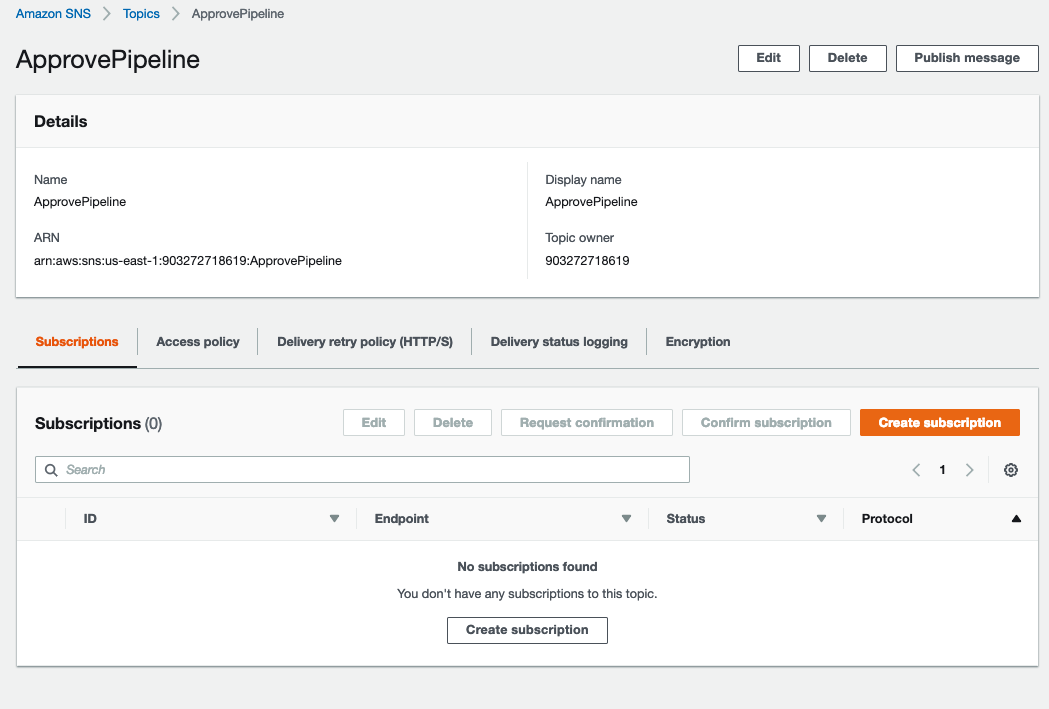 Amazon SNS > Topics > ApprovePipeline
ApprovePipeline
Edit
Delete
Publish message
Details
Name
ApprovePipeline
ARN
arn:aws:sns:us-east-1:903272718619:ApprovePipeline
Display name
ApprovePipeline
Topic owner
903272718619
Subscriptions
Access policy
Delivery retry policy (HTTP/S)
Delivery status logging
Encryption
Subscriptions (0)
Edit
Delete
Request confirmation
Confirm subscription
Create subscription
Search
1
ID
Endpoint
Status
Protocol
No subscriptions found
You don't have any subscriptions to this topic.
Create subscription